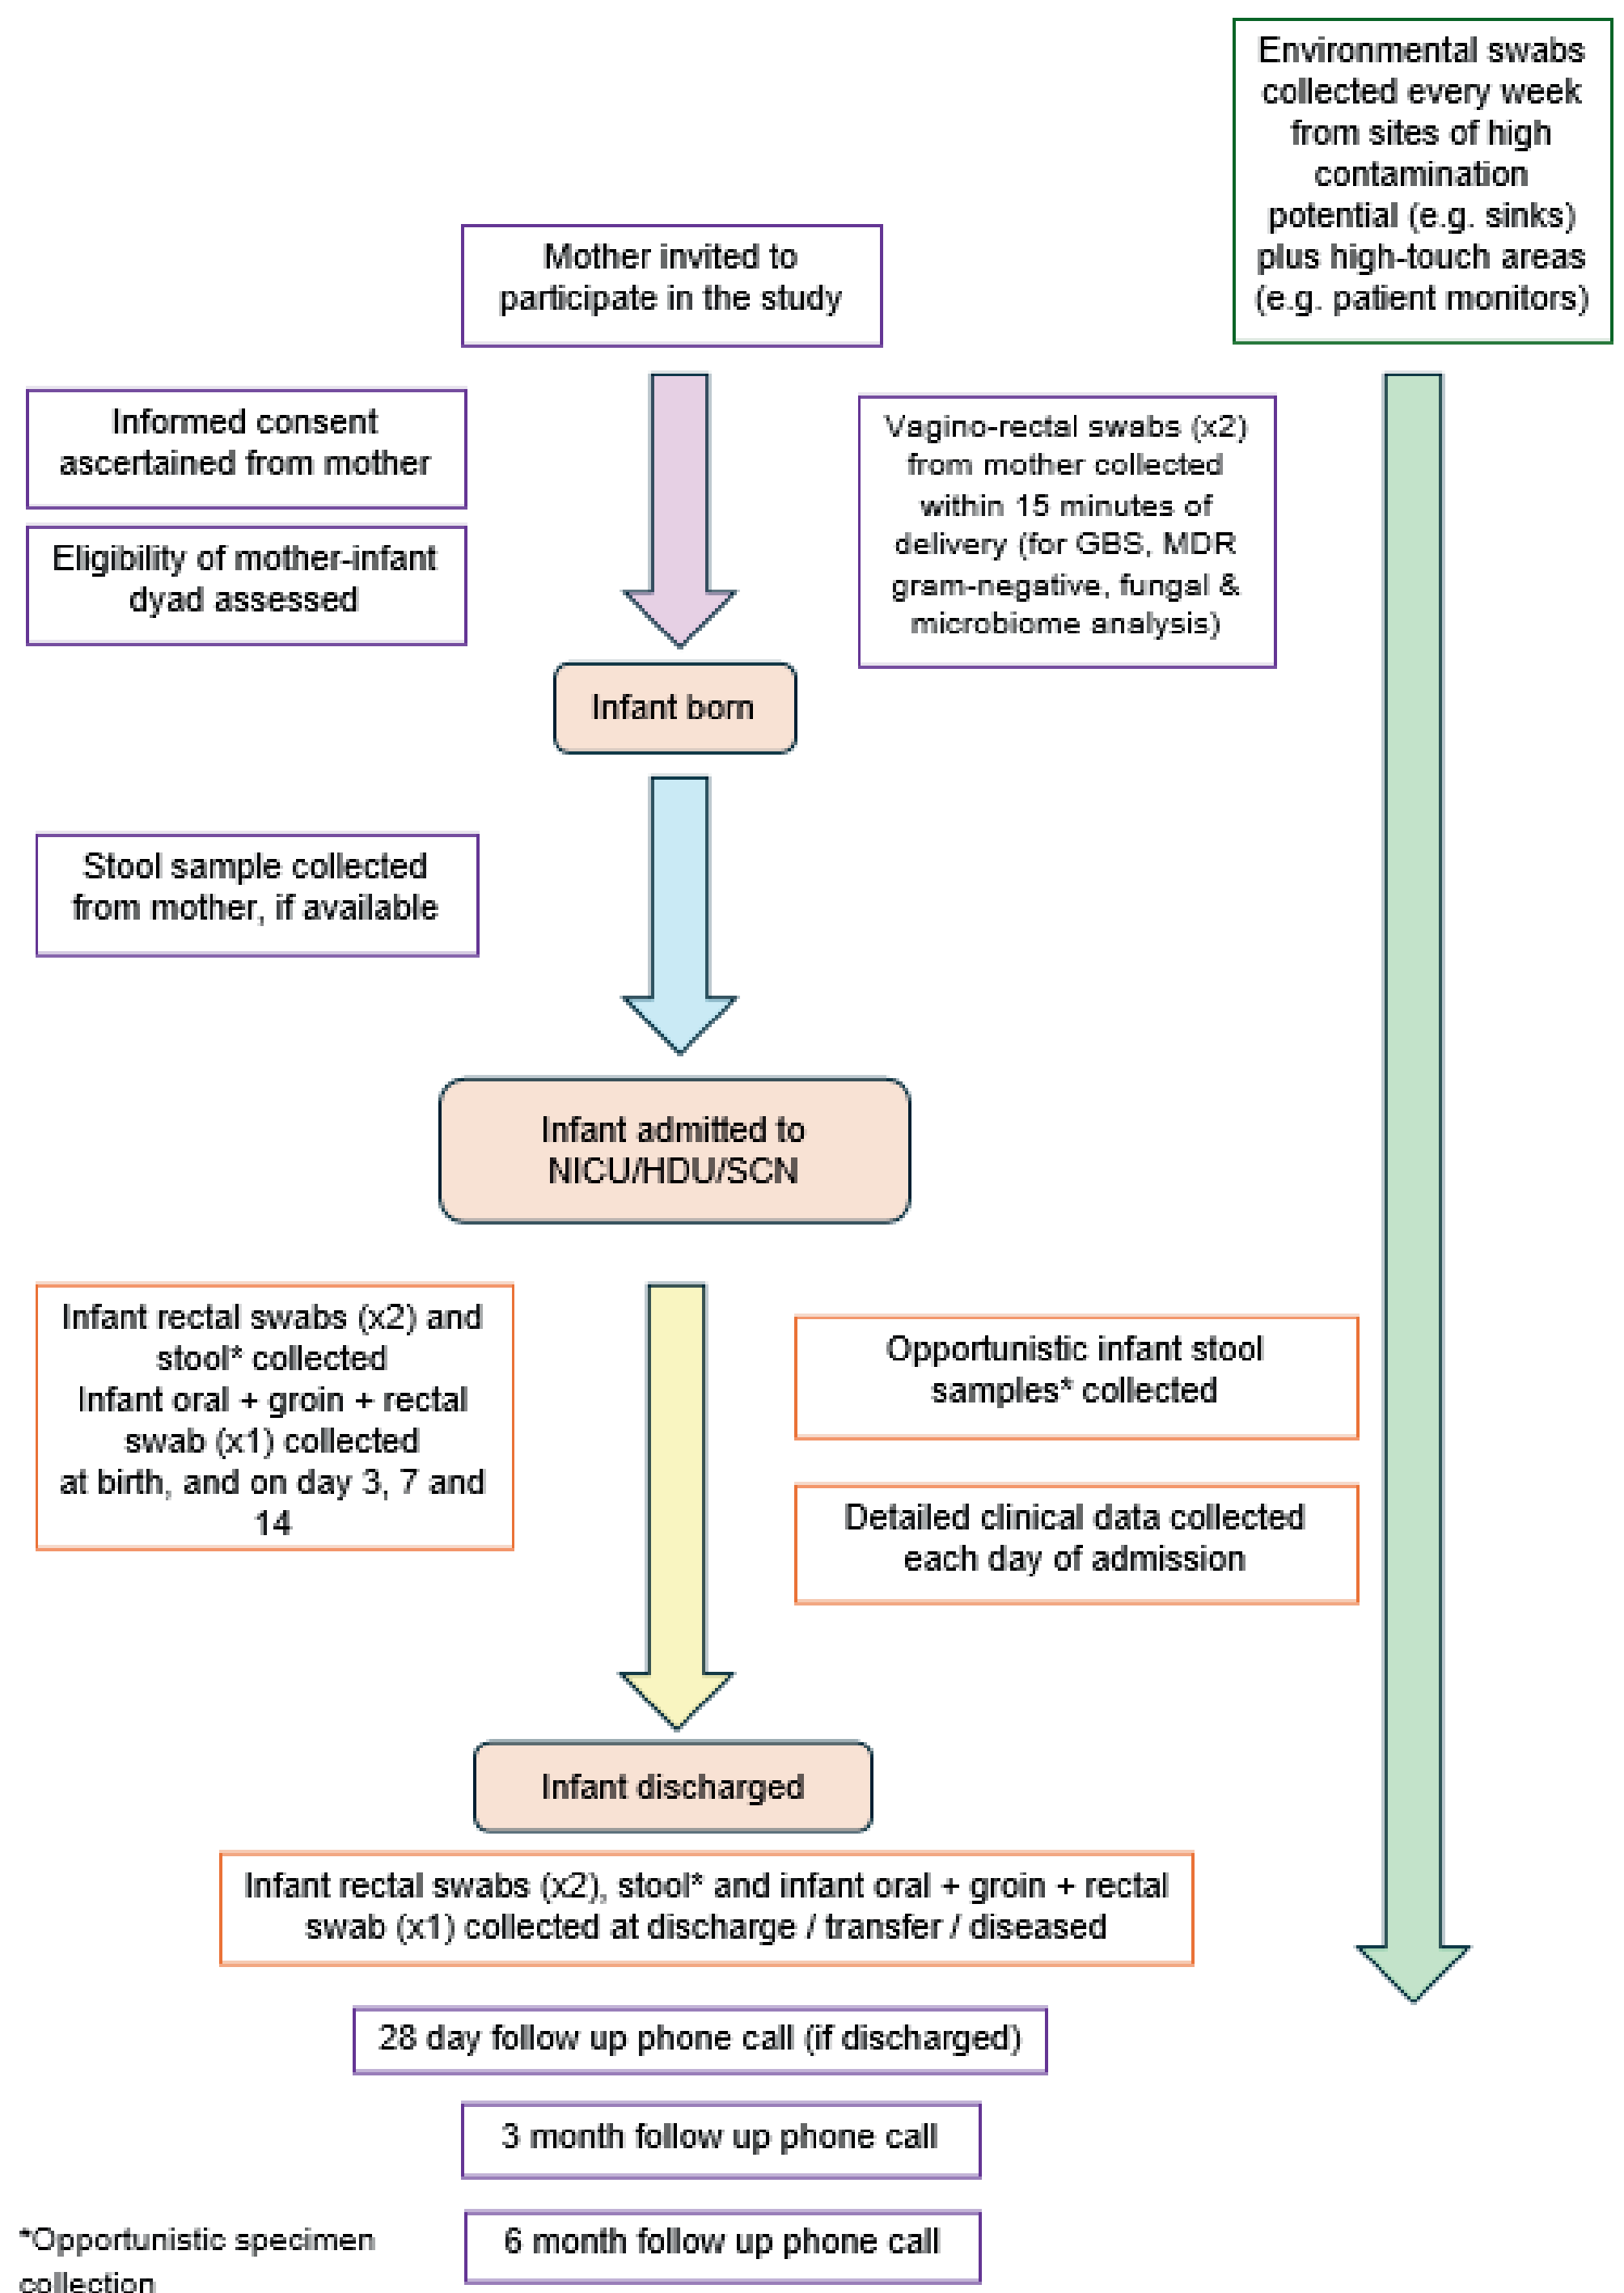 Environmental swabs
collected every week
from sites of high
contamination
potential (e.g. sinks)
plus high-touch areas
(e.g. patient monitors)
Mother invited to
participate in the study
Informed consent
ascertained from mother
Eligibility of mother-infant
dyad assessed
Vagino-rectal swabs (x2)
from mother collected
within 15 minutes of
delivery (for GBS, MDR
gram-negative, fungal &
microbiome analysis)
Infant born
Stool sample collected
from mother, if available
Infant admitted to
NICU/HDU/SCN
Infant rectal swabs (x2) and
stool* collected
Infant oral + groin + rectal
swab (x1) collected
at birth, and on day 3, 7 and
14
Opportunistic infant stool
samples* collected
Detailed clinical data collected
each day of admission
Infant discharged
Infant rectal swabs (x2), stool* and infant oral + groin + rectal
swab (x1) collected at discharge / transfer / diseased
28 day follow up phone call (if discharged)
3 month follow up phone call
6 month follow up phone call
*Opportunistic specimen
collection